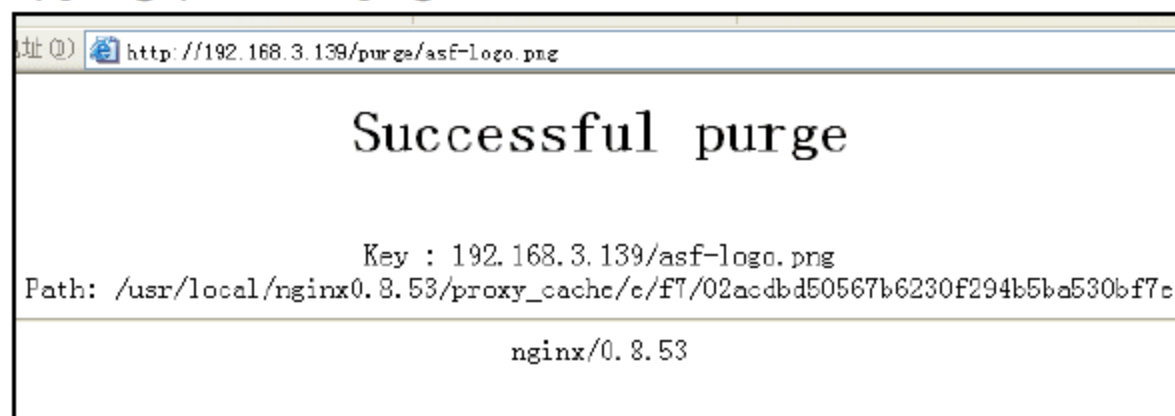 址(D) http://192.168.3.139/purge/asf-logo.png
Successful purge
Key : 192.168.3.139/asf-logo.png
Path: /usr/local/nginx0.8.53/proxy_cache/e/f7/02acdbd50567b6230f294b5ba530bf7e
nginx/0.8.53